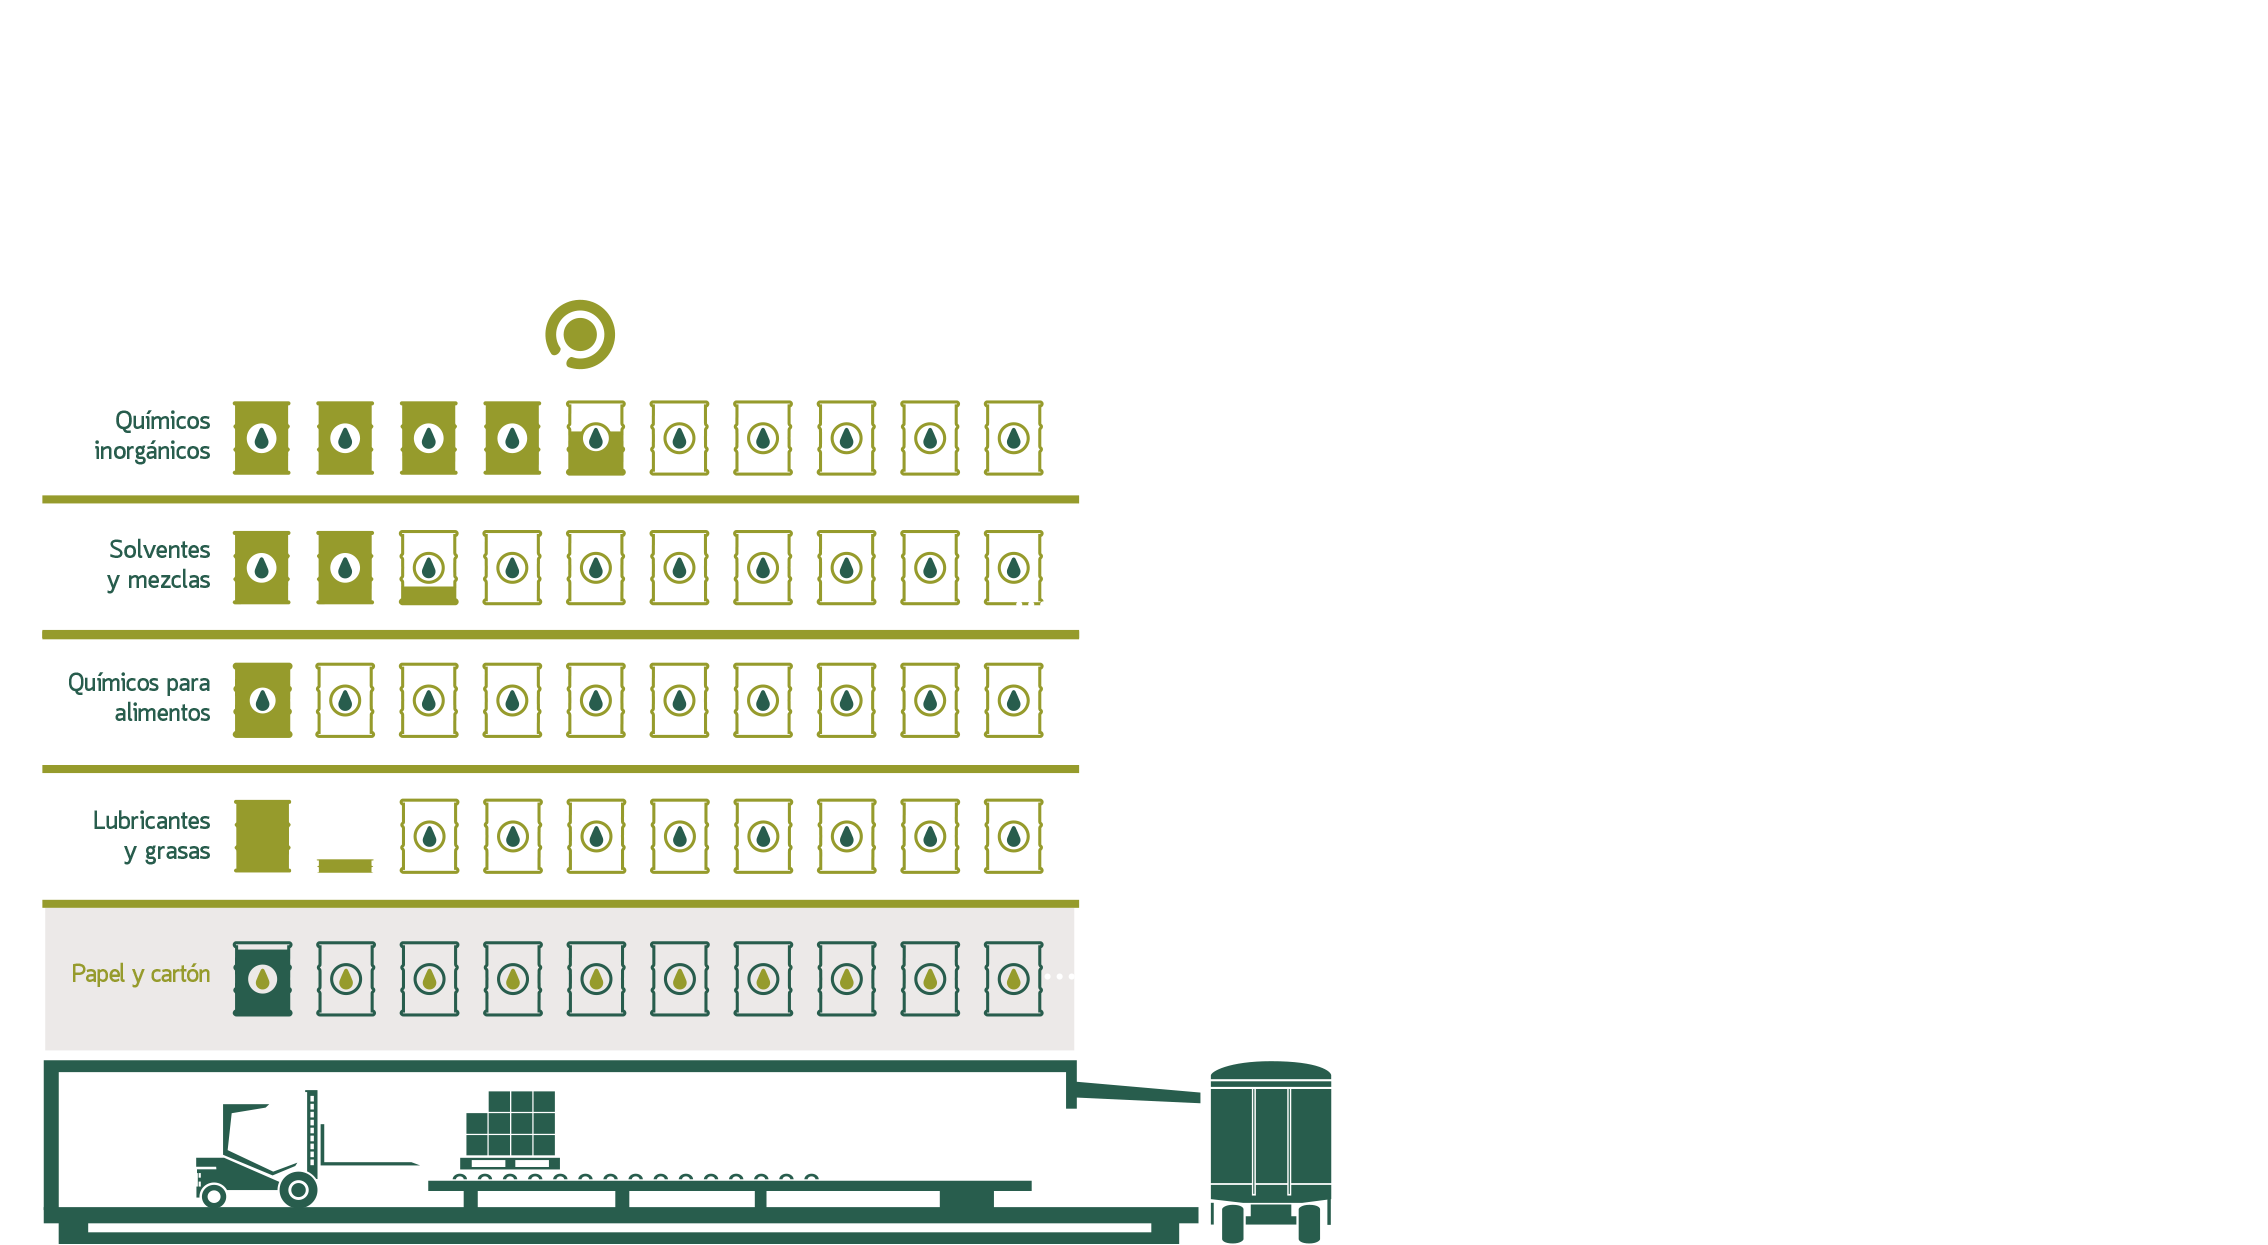 Químicos
inorgánicos
Solventes
y mezclas
Químicos para
alimentos
Lubricantes
y grasas
Papel y cartón